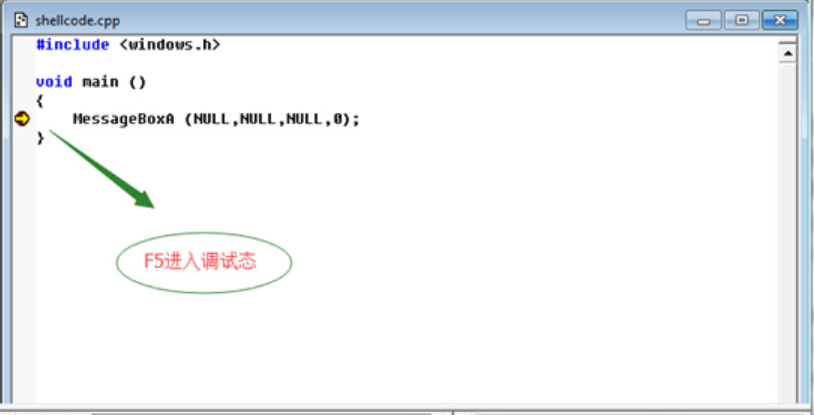 shellcode.cpp
#include <windows.h>
void main ()
{
MessageBoxA (NULL,NULL,NULL,0);
}
F5进入调试态